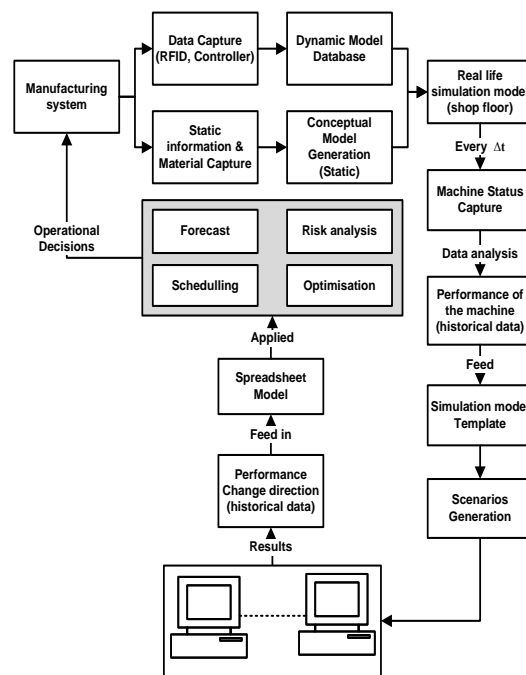 Manufacturing
system
Data Capture
(RFID, Controller)
Dynamic Model
Database
Static information &
Material Capture
Conceptual
Model
Generation
(Static)
Real life
simulation model
(shop floor)
Every Δt
Machine Status
Capture
Data analysis
Performance of
the machine
(historical data)
Feed
Simulation model
Template
Scenarios
Generation
Operational
Decisions
Forecast
Risk analysis
Schedulling
Optimisation
Applied
Spreadsheet
Model
Feed in
Performance
Change direction
(historical data)
Results